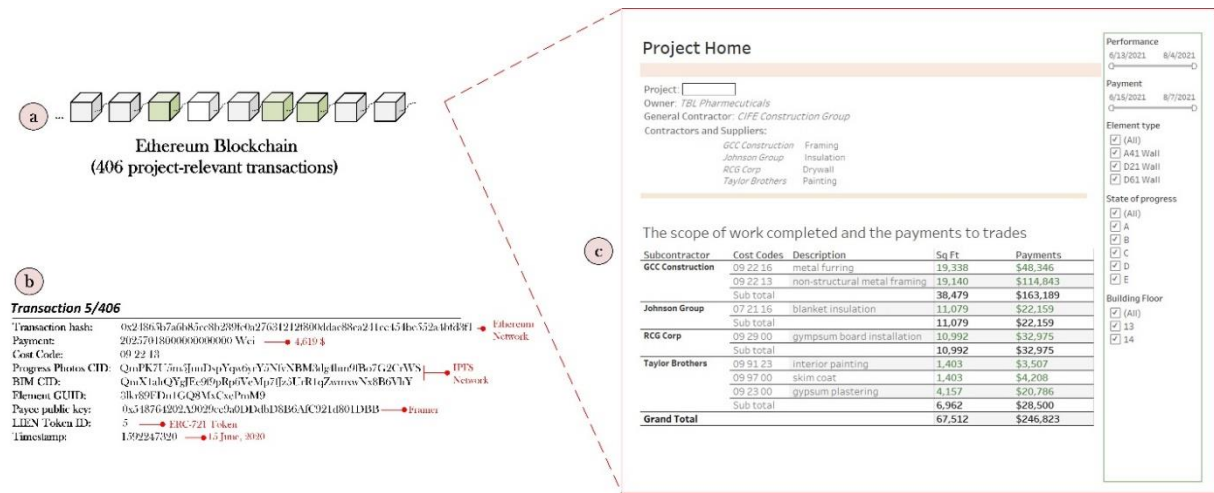 a
...
...
Ethereum Blockchain
(406 project-relevant transactions)
b
Transaction 5/406
Transaction hash:
Ethereum Network
Payment: 20257018000000000000 Wei 4,619 $
Cost Code: 09 22 13
Progress Photos CID:
IPFS Network
BIM CID:
Element GUID:
Payee public key: Framer
LIEN Token ID: 5 ERC-721 Token
Timestamp: 1592247320 15 June, 2020
c
Project Home
Project:
Owner: TBL Pharmecuticals
General Contractor: CIFE Construction Group
Contractors and Suppliers:
GCC Construction Framing
Johnson Group Insulation
RCG Corp Drywall
Taylor Brothers Painting
The scope of work completed and the payments to trades
Subcontractor Cost Codes Description Sq Ft Payments
GCC Construction 09 22 16 metal furring 19,338 $48,346
09 22 13 non-structural metal framing 19,140 $114,843
Sub total 38,479 $163,189
Johnson Group 07 21 16 blanket insulation 11,079 $22,159
Sub total 11,079 $22,159
RCG Corp 09 29 00 gympsum board installation 10,992 $32,975
Sub total 10,992 $32,975
Taylor Brothers 09 91 23 interior painting 1,403 $3,507
09 97 00 skim coat 1,403 $4,208
09 23 00 gypsum plastering 4,157 $20,786
Sub total 6,962 $28,500
Grand Total 67,512 $246,823
Performance
6/13/2021 8/4/2021
Payment
6/15/2021 8/7/2021
Element type
(All)
A41 Wall
D21 Wall
D61 Wall
State of progress
(All)
A
B
C
D
E
Building Floor
(All)
13
14